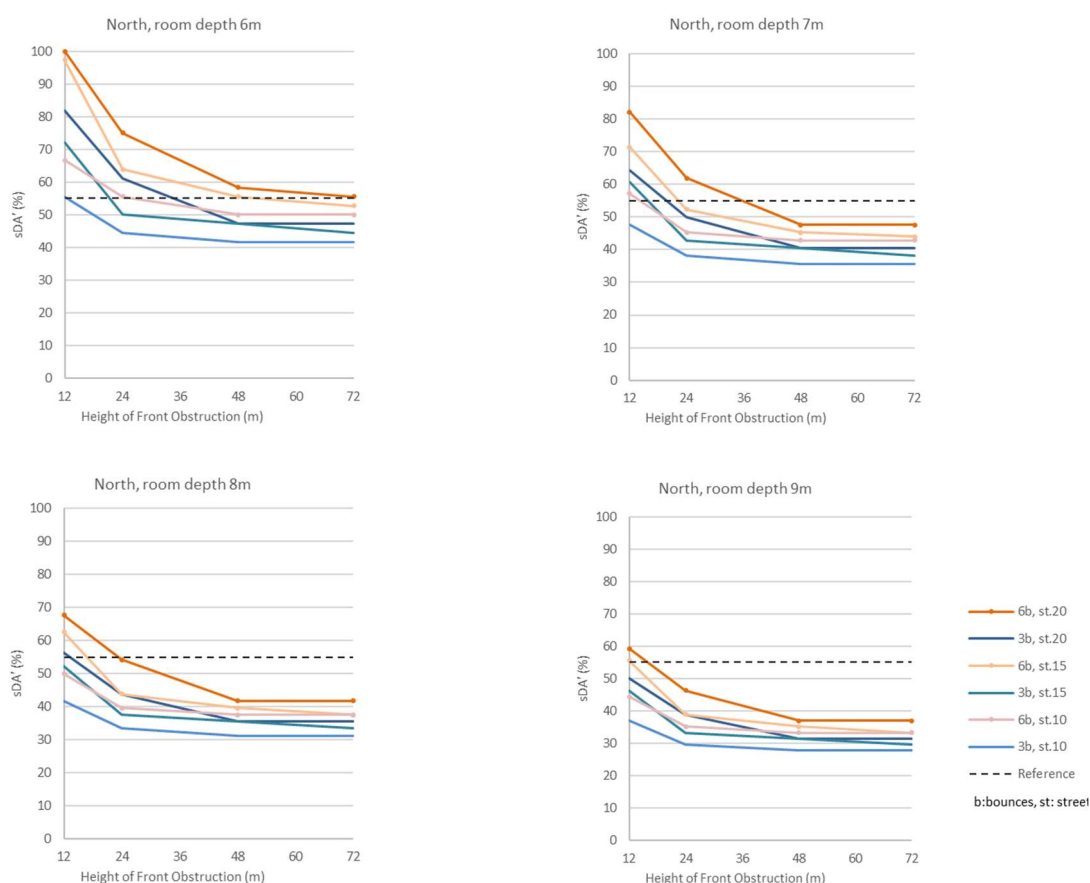 North, room depth 6m
100
90
80
70
60
50
40
30
20
10
0
sDA' (%)
12 24 36 48 60 72
Height of Front Obstruction (m)
North, room depth 7m
100
90
80
70
60
50
40
30
20
10
0
sDA' (%)
12 24 36 48 60 72
Height of Front Obstruction (m)
North, room depth 8m
100
90
80
70
60
50
40
30
20
10
0
sDA' (%)
12 24 36 48 60 72
Height of Front Obstruction (m)
North, room depth 9m
100
90
80
70
60
50
40
30
20
10
0
sDA' (%)
12 24 36 48 60 72
Height of Front Obstruction (m)
6b, st.20
3b, st.20
6b, st.15
3b, st.15
6b, st.10
3b, st.10
Reference
b:bounces, st: street